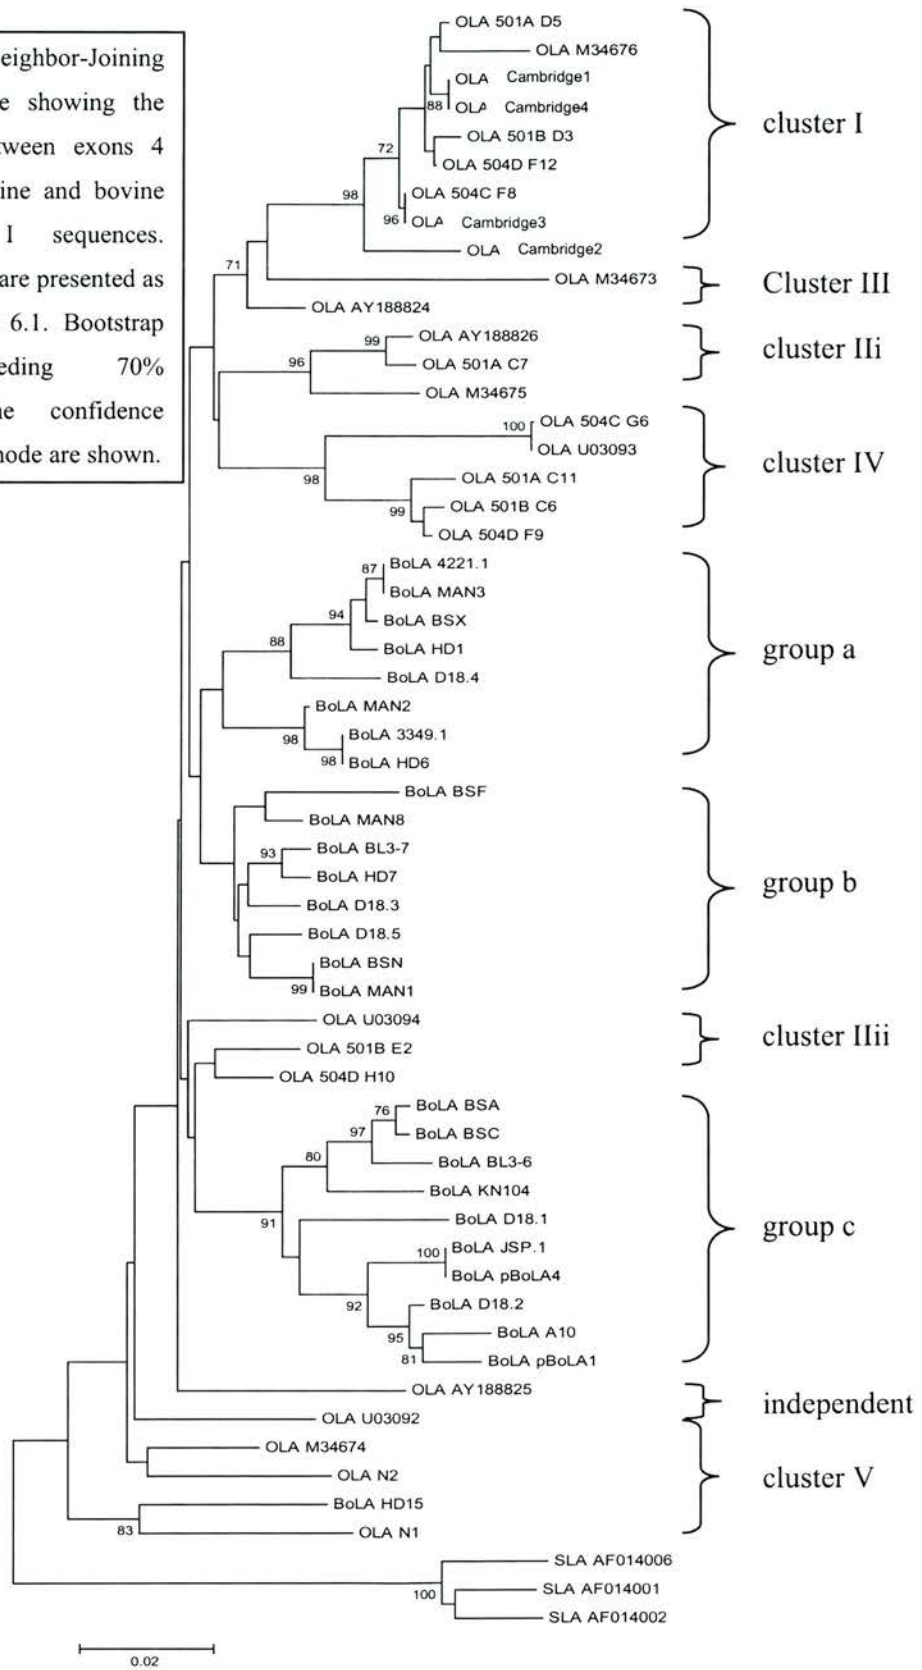 eighbor-Joining
e showing the
tween exons 4
ine and bovine
I sequences.
are presented as
6.1. Bootstrap
eding 70%
ne confidence
node are shown.
OLA 501A D5
OLA M34676
OLA Cambridge1
88 OLA Cambridge4
OLA 501B D3
72
OLA 504D F12
98 OLA 504C F8
96 OLA Cambridge3
OLA Cambridge2
cluster I
71
OLA M34673
OLA AY188824
Cluster III
99 OLA AY188826
96 OLA 501A C7
OLA M34675
cluster IIi
100 OLA 504C G6
OLA U03093
98 OLA 501A C11
99 OLA 501B C6
OLA 504D F9
cluster IV
87 BoLA 4221.1
BoLA MAN3
94 BoLA BSX
88 BoLA HD1
BoLA D18.4
BoLA MAN2
98 BoLA 3349.1
98 BoLA HD6
group a
BoLA BSF
BoLA MAN8
93 BoLA BL3-7
BoLA HD7
BoLA D18.3
BoLA D18.5
BoLA BSN
99 BoLA MAN1
group b
OLA U03094
OLA 501B E2
OLA 504D H10
cluster IIii
76 BoLA BSA
97 BoLA BSC
80 BoLA BL3-6
BoLA KN104
91 BoLA D18.1
100 BoLA JSP.1
BoLA pBoLA4
92 BoLA D18.2
95 BoLA A10
81 BoLA pBoLA1
group c
OLA AY188825
independent
OLA U03092
OLA M34674
OLA N2
BoLA HD15
83 OLA N1
cluster V
SLA AF014006
100 SLA AF014001
SLA AF014002
0.02